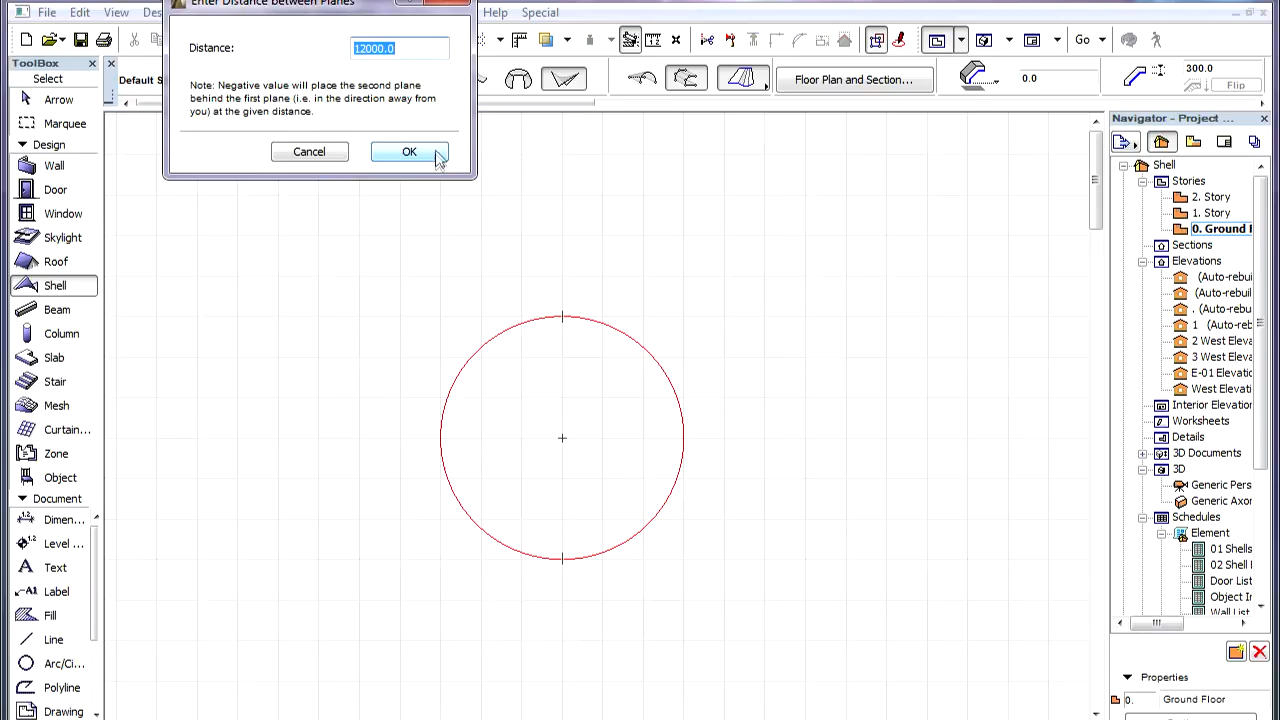 Enter Distance between Planes
File Edit View Help Special
Distance: 12000.0
Note: Negative value will place the second plane
behind the first plane (i.e. in the direction away from
you) at the given distance.
Cancel OK
Go
Default
Floor Plan and Section...
0.0
300.0
Flip
ToolBox
Select
Arrow
Marquee
Design
Wall
Door
Window
Skylight
Roof
Shell
Beam
Column
Slab
Stair
Mesh
Curtain...
Zone
Object
Document
Dimen...
Level ...
Text
Label
Fill
Line
Arc/Ci...
Polyline
Drawing
Navigator - Project ...
Shell
Stories
2. Story
1. Story
0. Ground
Sections
Elevations
(Auto-rebuil
(Auto-rebuil
. (Auto-reb
1 (Auto-reb
2 West Eleva
3 West Eleva
E-01 Elevatio
West Elevati
Interior Elevation
Worksheets
Details
3D Documents
3D
Generic Pers
Generic Axor
Schedules
Element
01 Shells
02 Shell
Door List
Object In
Wall List
Properties
0. Ground Floor